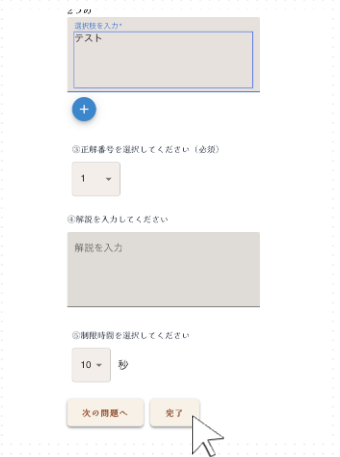 2つめ
選択肢を入力*
テスト
+
③正解番号を選択してください（必須）
1
④解説を入力してください
解説を入力
⑤制限時間を選択してください
10 秒
次の問題へ 完了